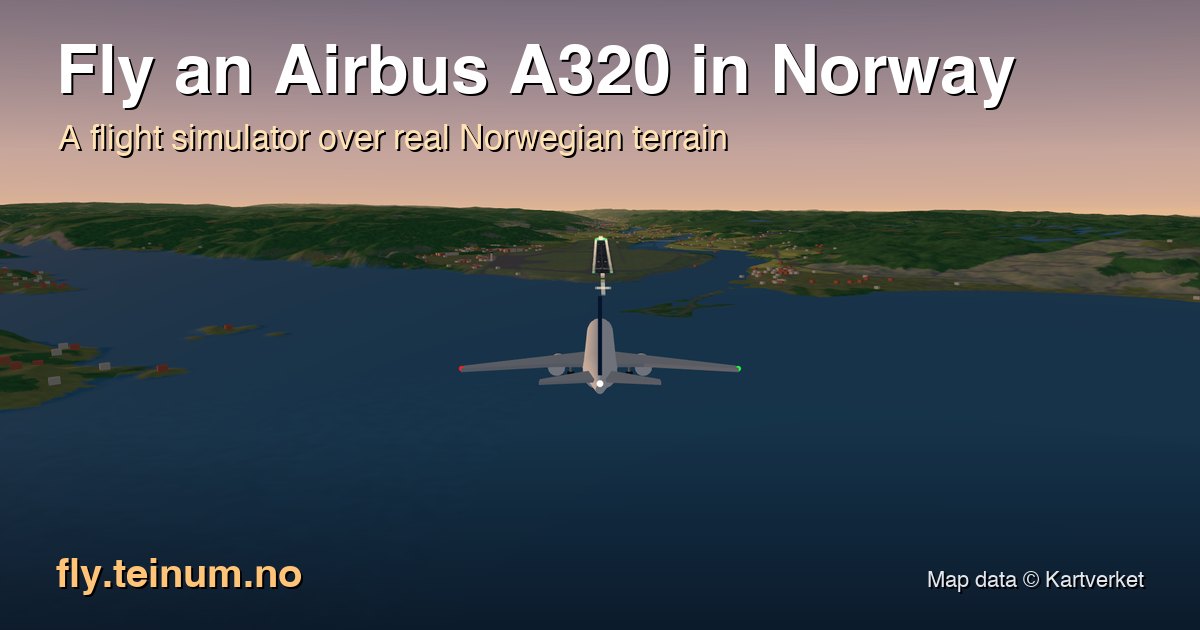 Fly an Airbus A320 in Norway
A flight simulator over real Norwegian terrain
fly.teinum.no
Map data © Kartverket